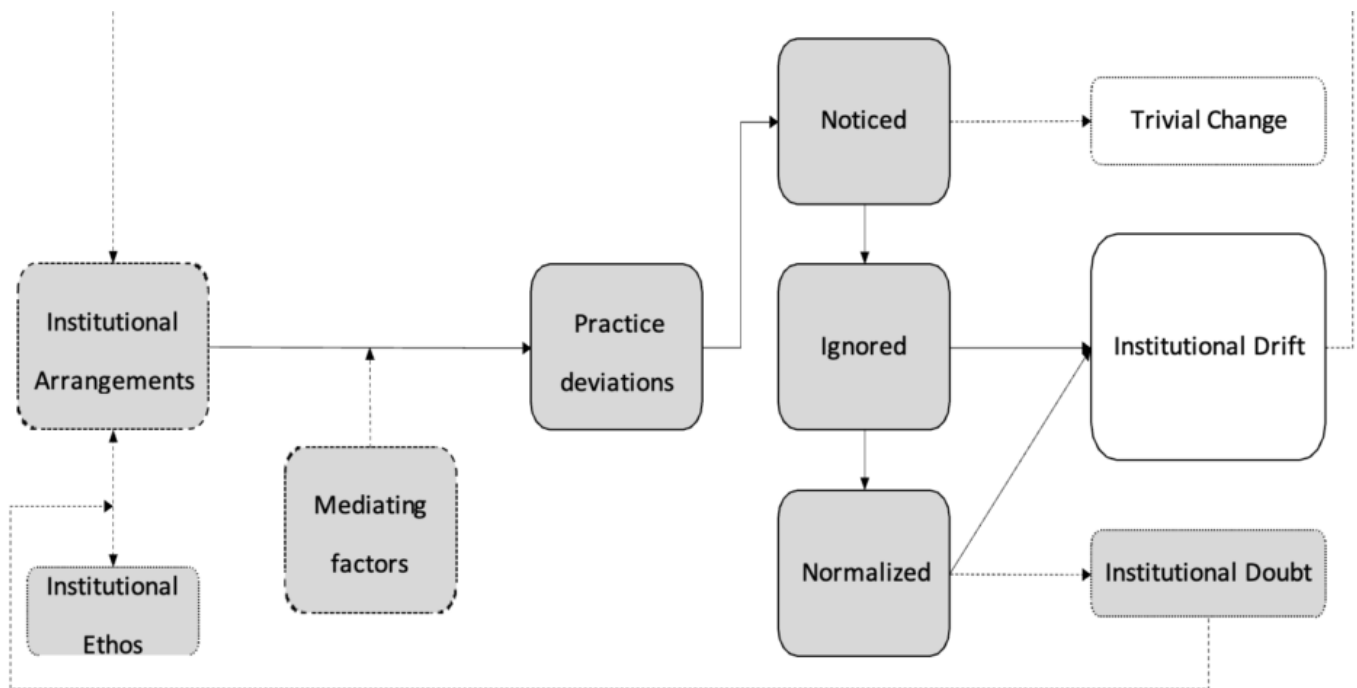 Noticed
Trivial Change
Institutional
Arrangements
Practice
deviations
Ignored
Institutional Drift
Mediating
factors
Normalized
Institutional Doubt
Institutional
Ethos